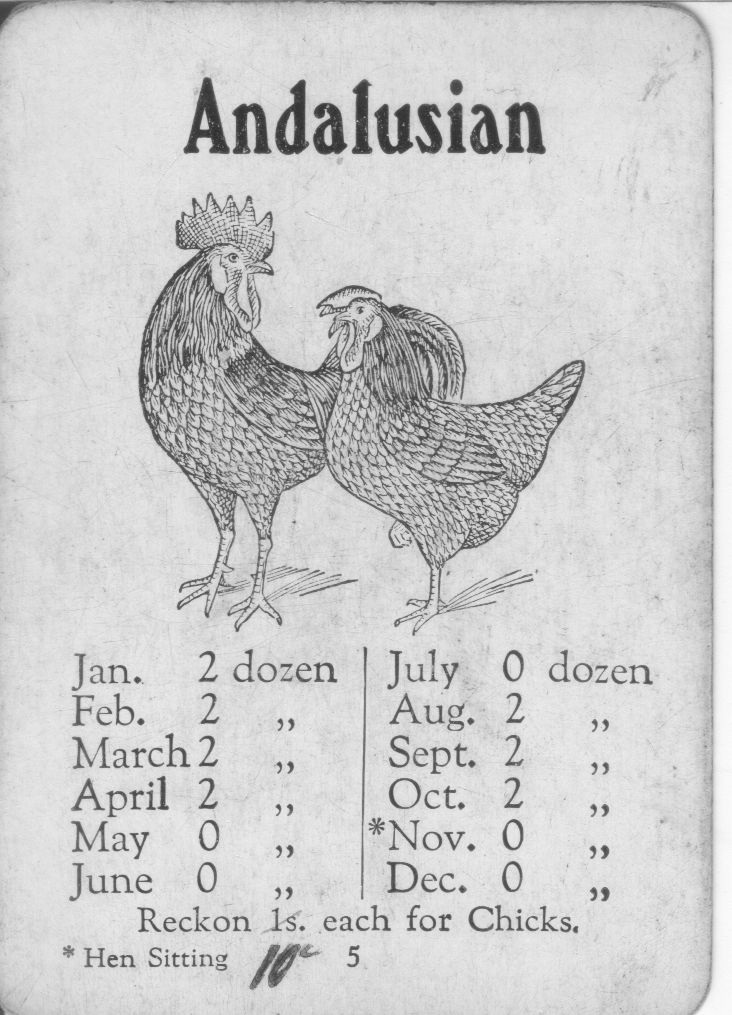 Andalusian
Jan. 2 dozen
Feb. 2 „
March 2 „
April 2 „
May 0 „
June 0 „
July 0 dozen
Aug. 2 „
Sept. 2 „
Oct. 2 „
*Nov. 0 „
Dec. 0 „
Reckon 1s. each for Chicks.
* Hen Sitting 10c 5